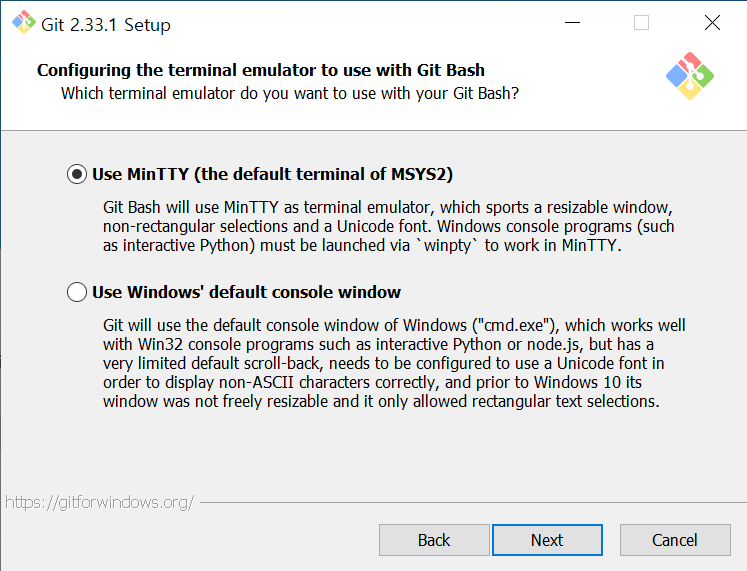 Git 2.33.1 Setup
Configuring the terminal emulator to use with Git Bash
Which terminal emulator do you want to use with your Git Bash?
Use MinTTY (the default terminal of MSYS2)
Git Bash will use MinTTY as terminal emulator, which sports a resizable window,
non-rectangular selections and a Unicode font. Windows console programs (such
as interactive Python) must be launched via `winpty` to work in MinTTY.
Use Windows' default console window
Git will use the default console window of Windows ("cmd.exe"), which works well
with Win32 console programs such as interactive Python or node.js, but has a
very limited default scroll-back, needs to be configured to use a Unicode font in
order to display non-ASCII characters correctly, and prior to Windows 10 its
window was not freely resizable and it only allowed rectangular text selections.
https://gitforwindows.org/
Back Next Cancel